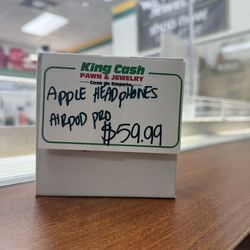 King Cash
PAWN & JEWELRY
Casa de Empeño
APPLE HEADPHONES
AIRPOD PRO
$59.99